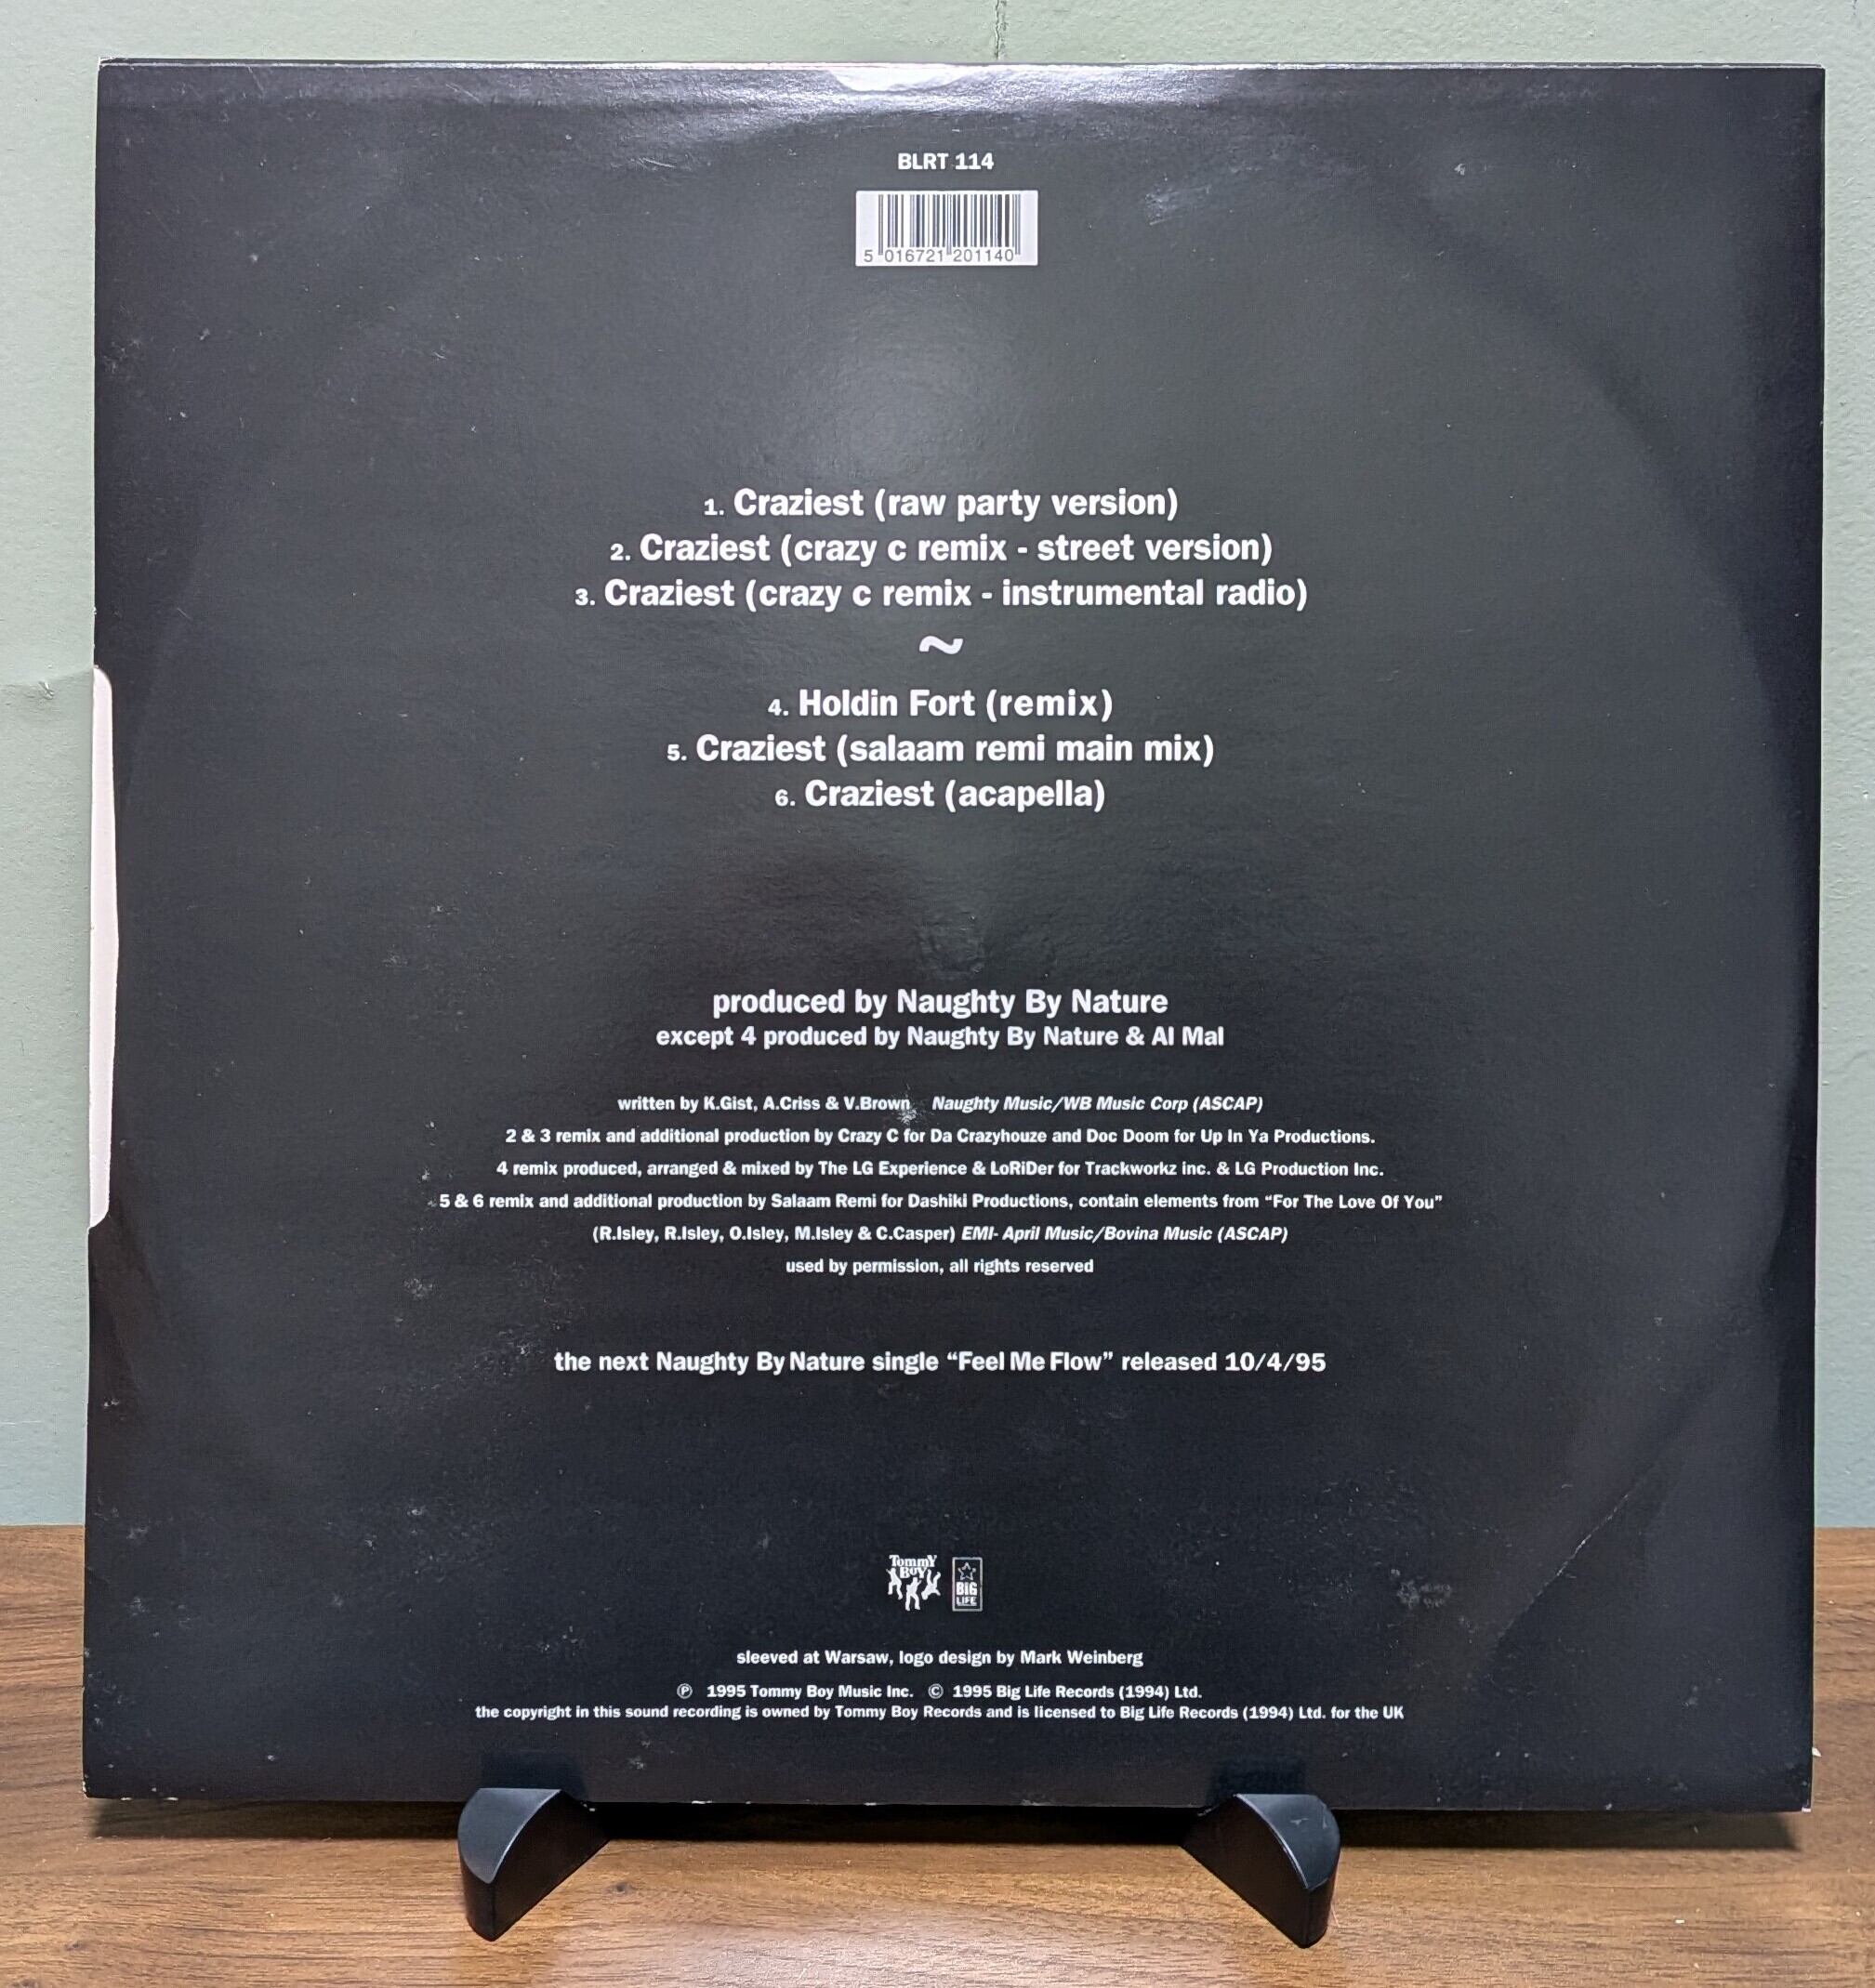 BLRT 114
5 016721 201140
1. Craziest (raw party version)
2. Craziest (crazy c remix - street version)
3. Craziest (crazy c remix - instrumental radio)
~
4. Holdin Fort (remix)
5. Craziest (salaam remi main mix)
6. Craziest (acapella)
produced by Naughty By Nature
except 4 produced by Naughty By Nature & Al Mal
written by K.Gist, A.Criss & V.Brown Naughty Music/WB Music Corp (ASCAP)
2 & 3 remix and additional production by Crazy C for Da Crazyhouze and Doc Doom for Up In Ya Productions.
4 remix produced, arranged & mixed by The LG Experience & LoRiDer for Trackworkz inc. & LG Production Inc.
5 & 6 remix and additional production by Salaam Remi for Dashiki Productions, contain elements from “For The Love Of You”
(R.Isley, R.Isley, O.Isley, M.Isley & C.Casper) EMI- April Music/Bovina Music (ASCAP)
used by permission, all rights reserved
the next Naughty By Nature single “Feel Me Flow” released 10/4/95
Tommy
Boy
BIG
LIFE
sleeved at Warsaw, logo design by Mark Weinberg
℗ 1995 Tommy Boy Music Inc. © 1995 Big Life Records (1994) Ltd.
the copyright in this sound recording is owned by Tommy Boy Records and is licensed to Big Life Records (1994) Ltd. for the UK